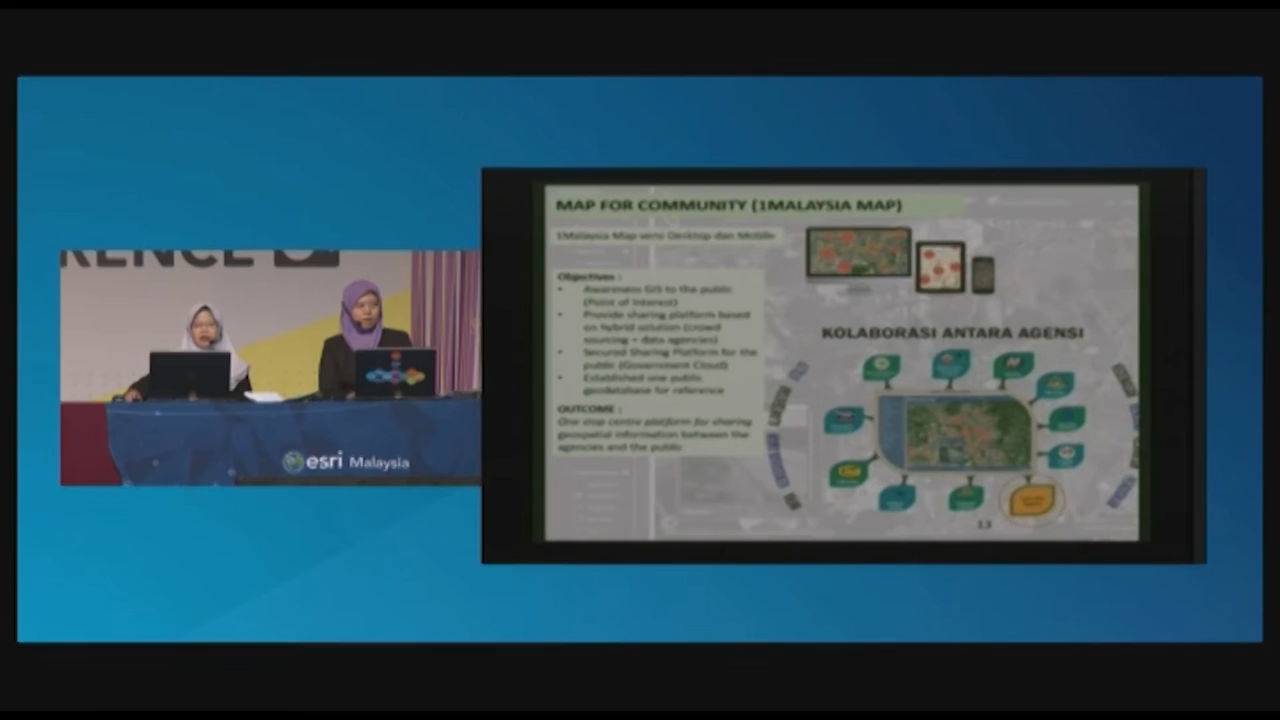 RENCE
esri Malaysia
MAP FOR COMMUNITY (1MALAYSIA MAP)
1Malaysia Map versi Desktop dan Mobile
Objectives :
• Awareness GIS to the public
(Point of Interest)
• Provide sharing platform based
on hybrid solution (crowd
sourcing + data agencies)
• Secured Sharing Platform for the
public (Government Cloud)
• Established one public
geodatabase for reference
OUTCOME :
One stop centre platform for sharing
geospatial information between the
agencies and the public
KOLABORASI ANTARA AGENSI
13